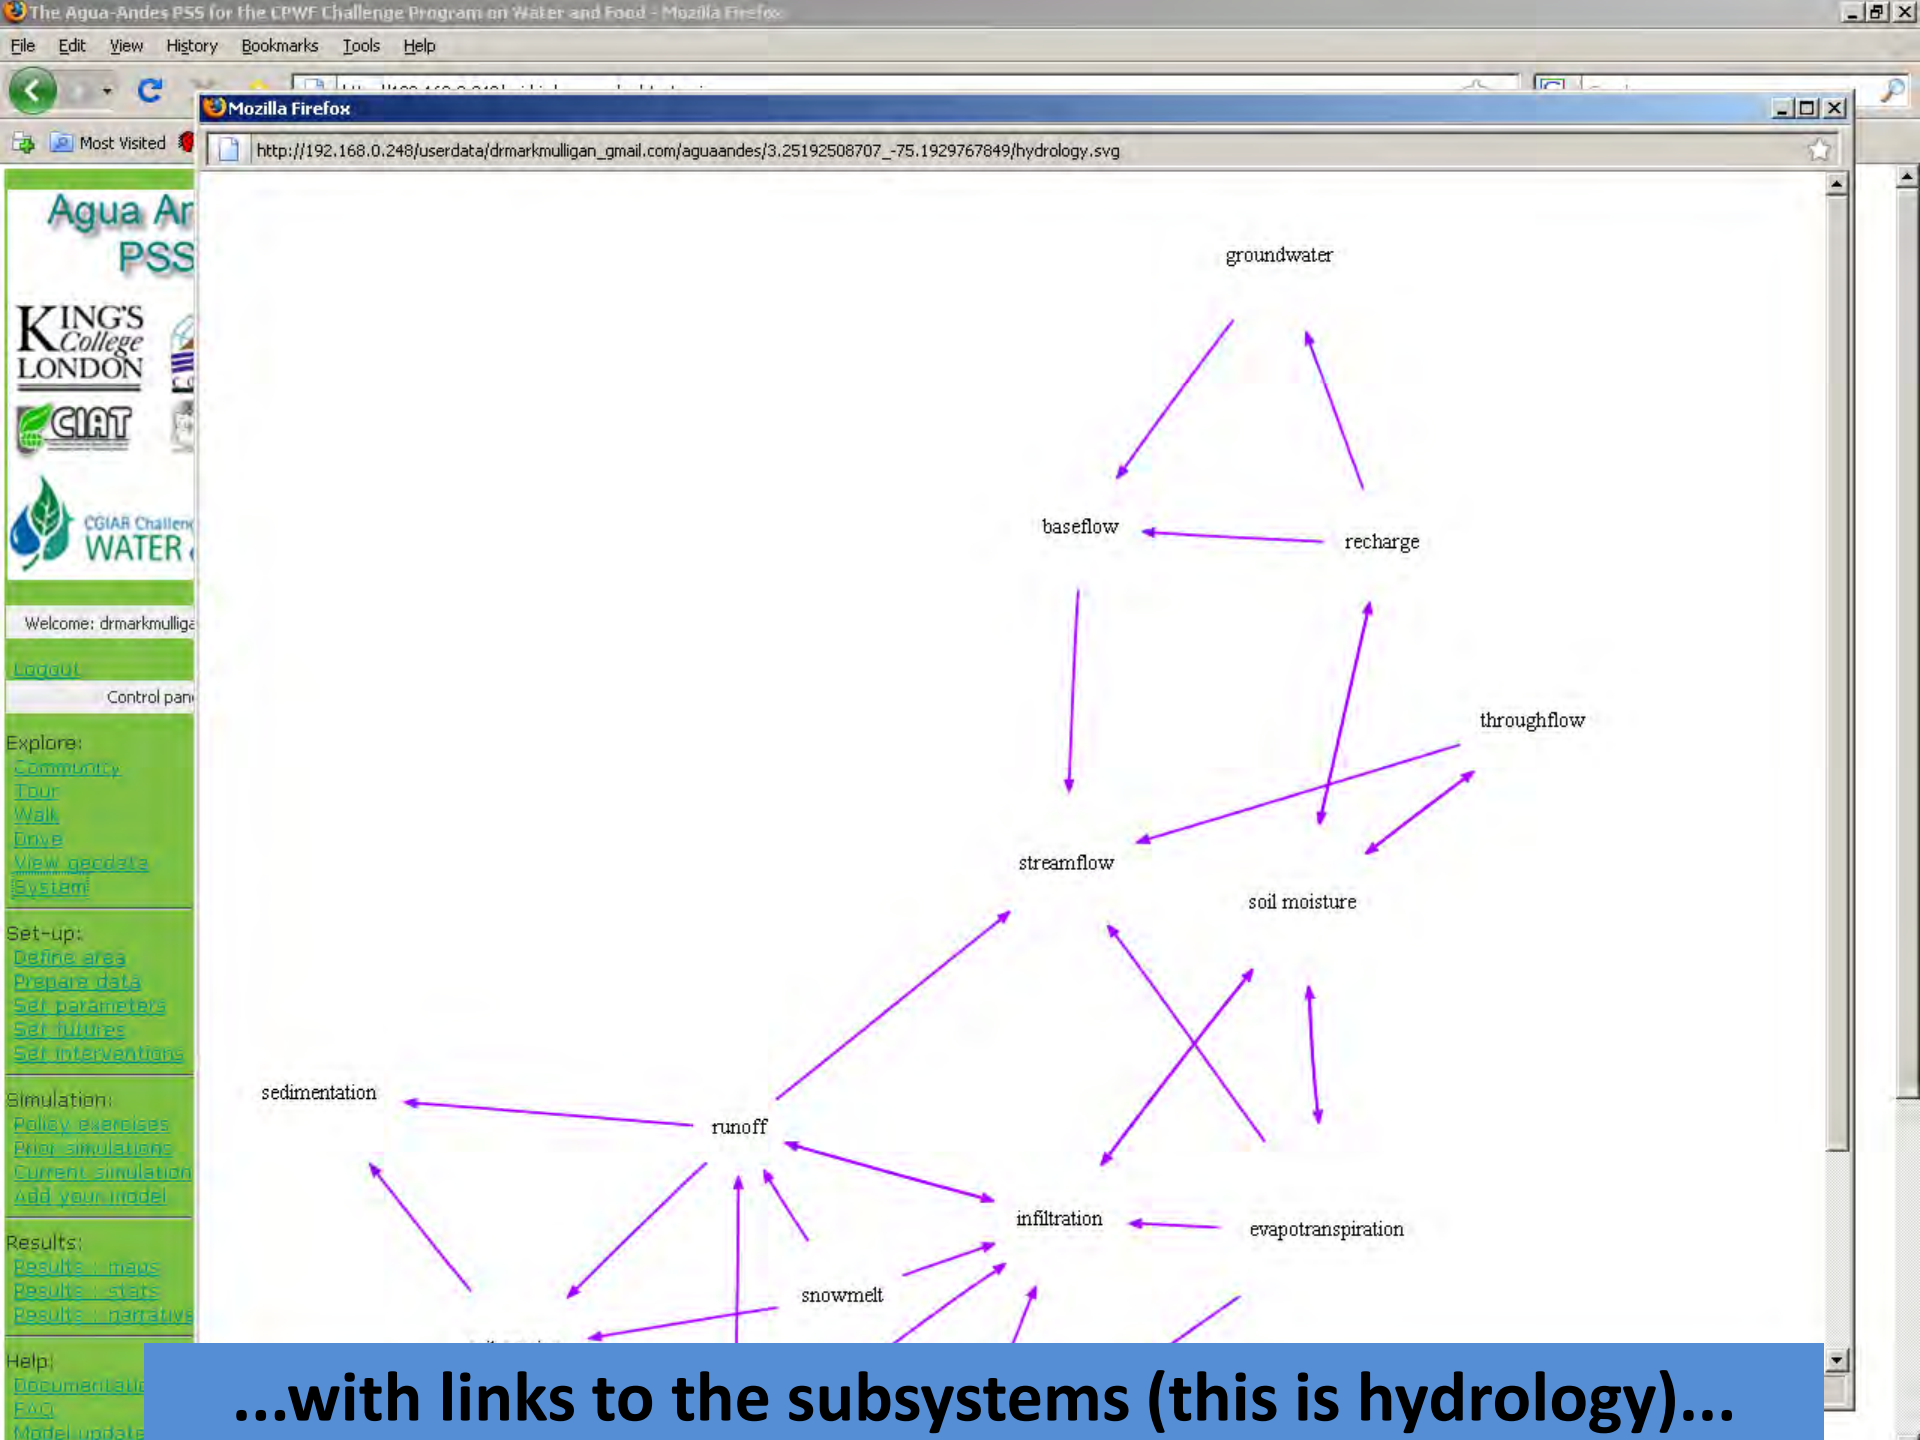 The Agua-Andes PSS for the CPWF Challenge Program on Water and Food - Mozilla Firefox
File Edit View History Bookmarks Tools Help
Mozilla Firefox
Most Visited
http://192.168.0.248/userdata/drmarkmulligan_gmail.com/aguaandes/3.25192508707_-75.1929767849/hydrology.svg
Agua An
PSS
KING'S
College
LONDON
CIAT
CGIAR Challen
WATER
Welcome: drmarkmulliga
Logout
Control pan
Explore:
Community
Tour
Walk
Drive
View geodata
System
Set-up:
Define area
Prepare data
Set parameters
Set futures
Set interventions
Simulation:
Policy exercises
Prior simulations
Current simulation
Add your model
Results:
Results : maps
Results : stats
Results : narrative
Help:
Documentatio
FAQ
Model update
groundwater
baseflow
recharge
throughflow
streamflow
soil moisture
sedimentation
runoff
infiltration
evapotranspiration
snowmelt
...with links to the subsystems (this is hydrology)...